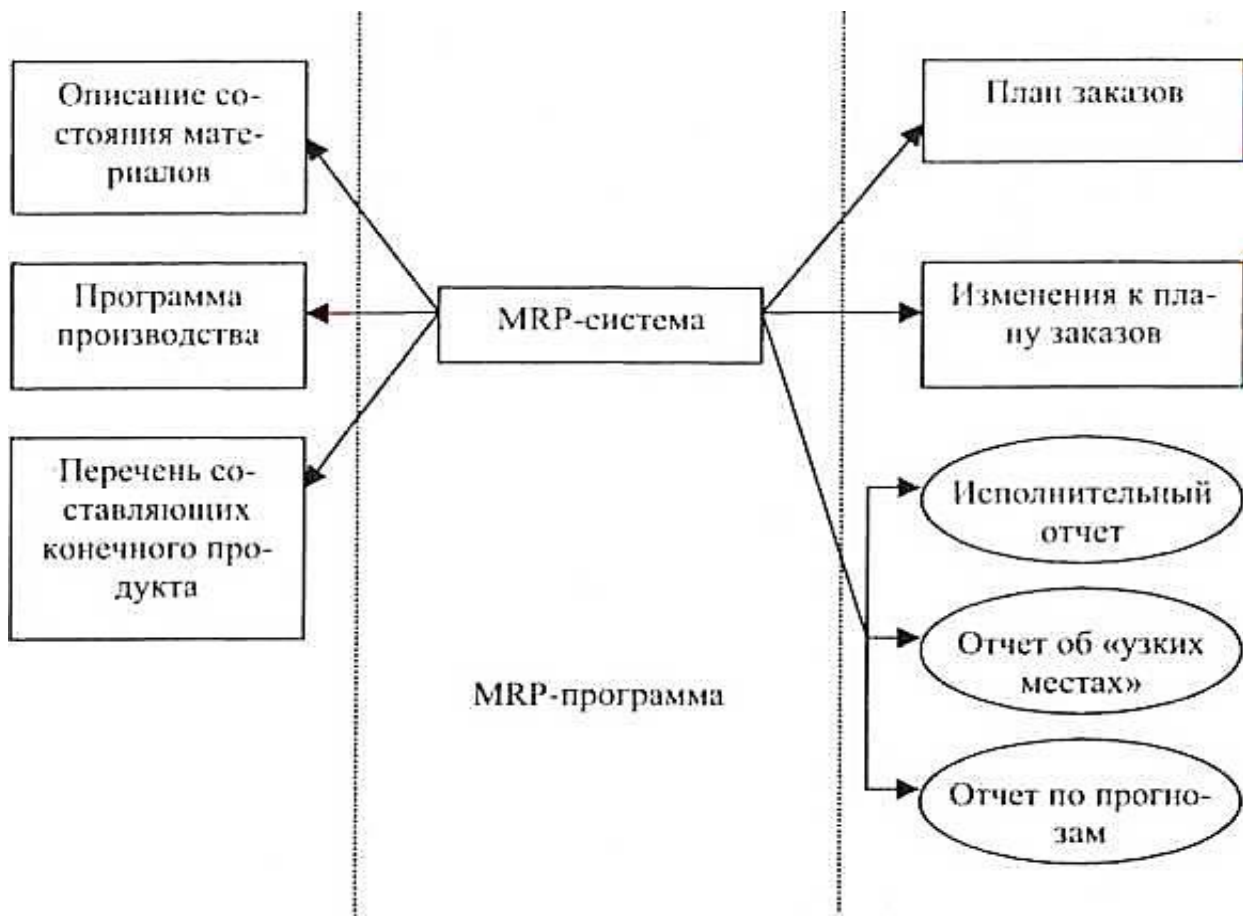 Описание со-
стояния мате-
риалов
Программа
производства
Перечень со-
ставляющих
конечного про-
дукта
MRP-система
MRP-программа
План заказов
Изменения к пла-
ну заказов
Исполнительный
отчет
Отчет об «узких
местах»
Отчет по прогно-
зам